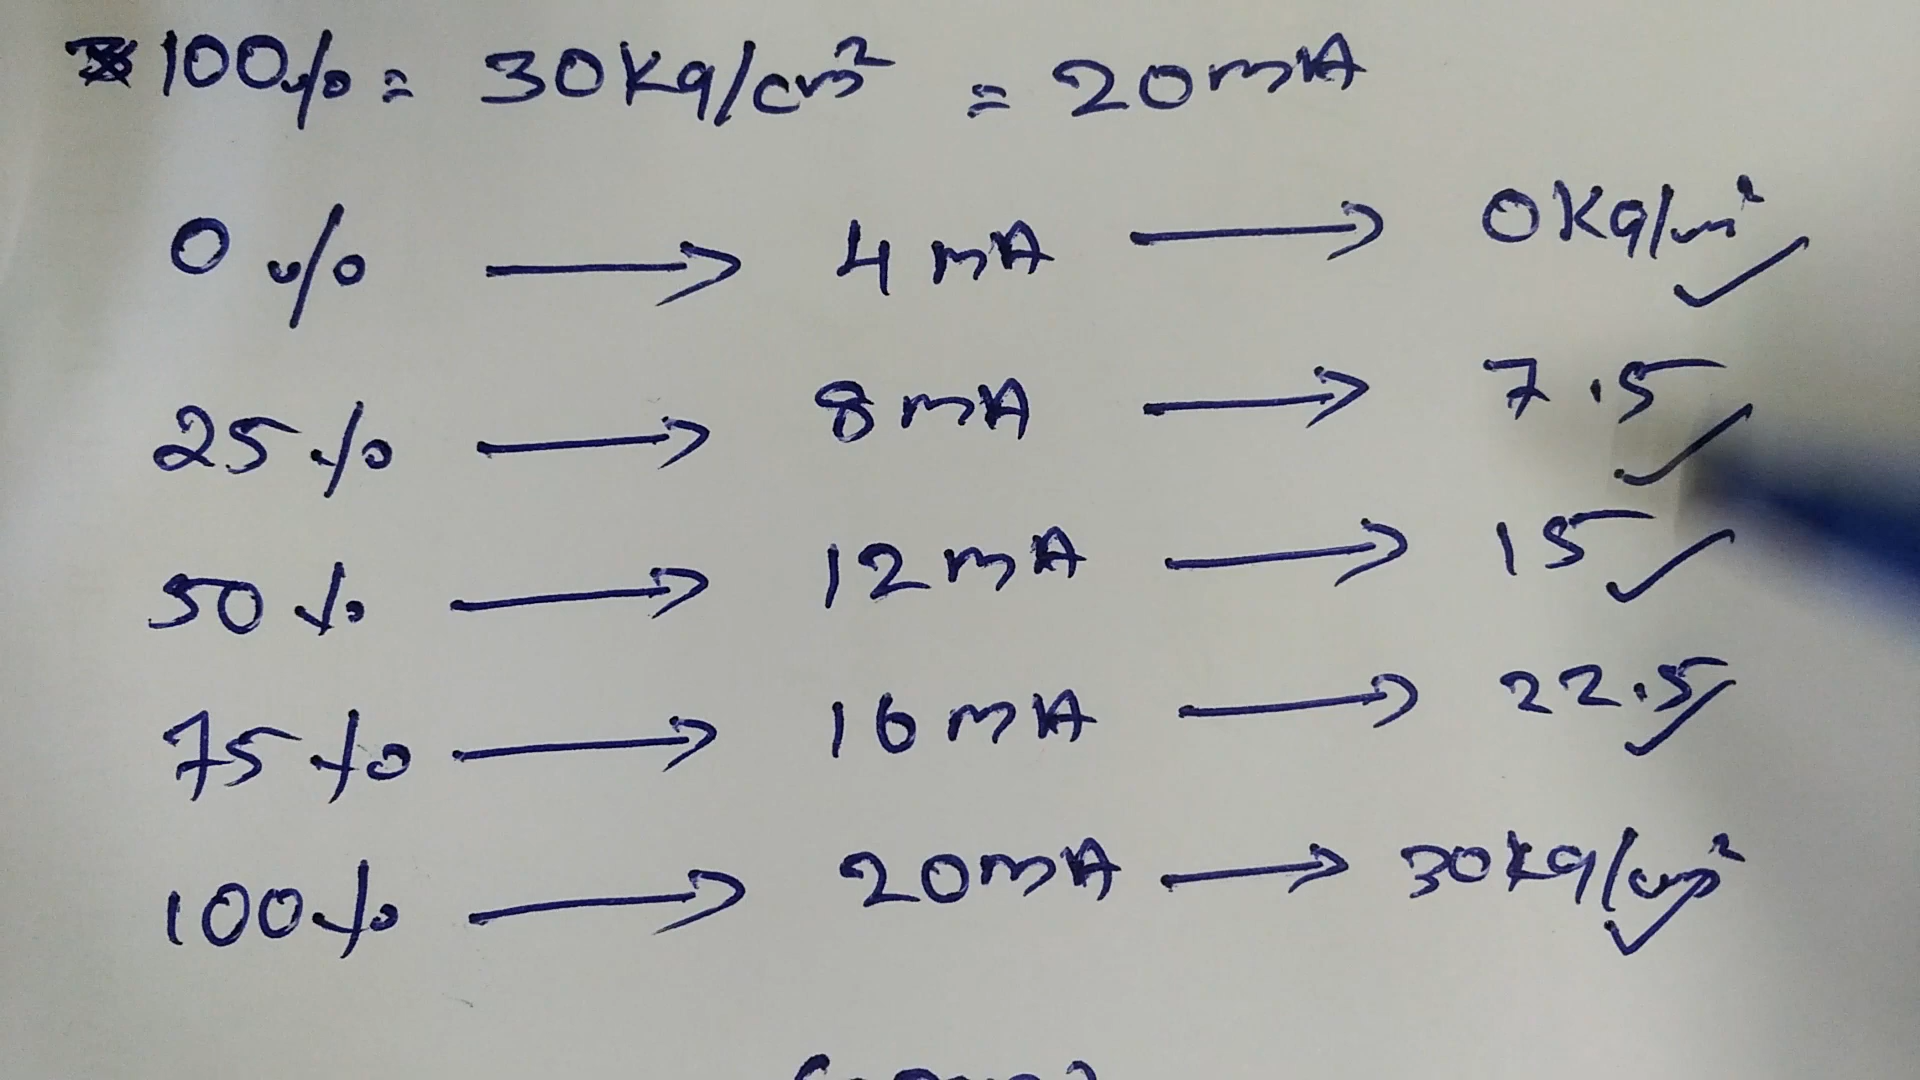 100% = 30Kg/cm² = 20mA
0% → 4mA → 0Kg/cm²
25% → 8mA → 7.5
50% → 12mA → 15
75% → 16mA → 22.5
100% → 20mA → 30Kg/cm²